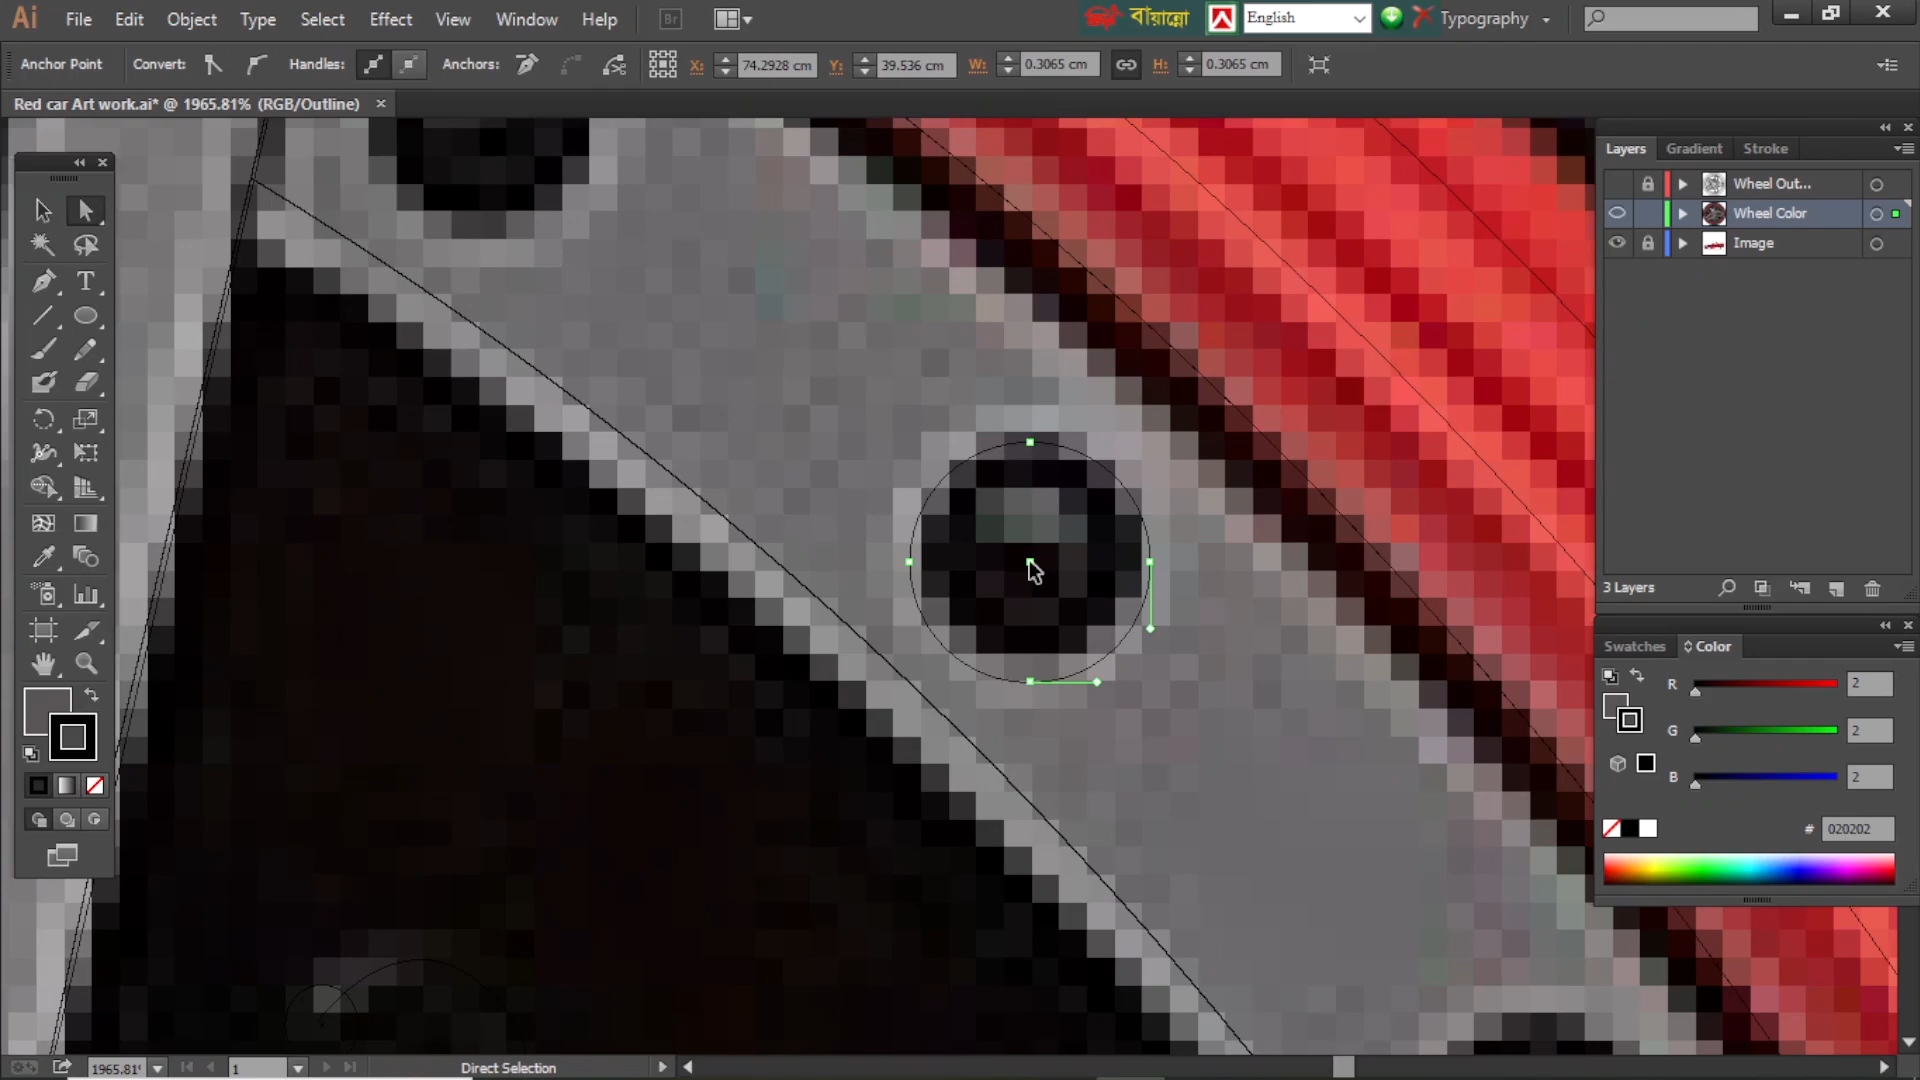 Ai File Edit Object Type Select Effect View Window Help Br বায়ান্নো English Typography
Anchor Point Convert: Handles: Anchors: X: 74.2928 cm Y: 39.536 cm W: 0.3065 cm H: 0.3065 cm
Red car Art work.ai* @ 1965.81% (RGB/Outline) ×
Layers Gradient Stroke
Wheel Out...
Wheel Color
Image
T
3 Layers
Swatches Color
R 2
G 2
B 2
# 020202
1965.81 1 Direct Selection